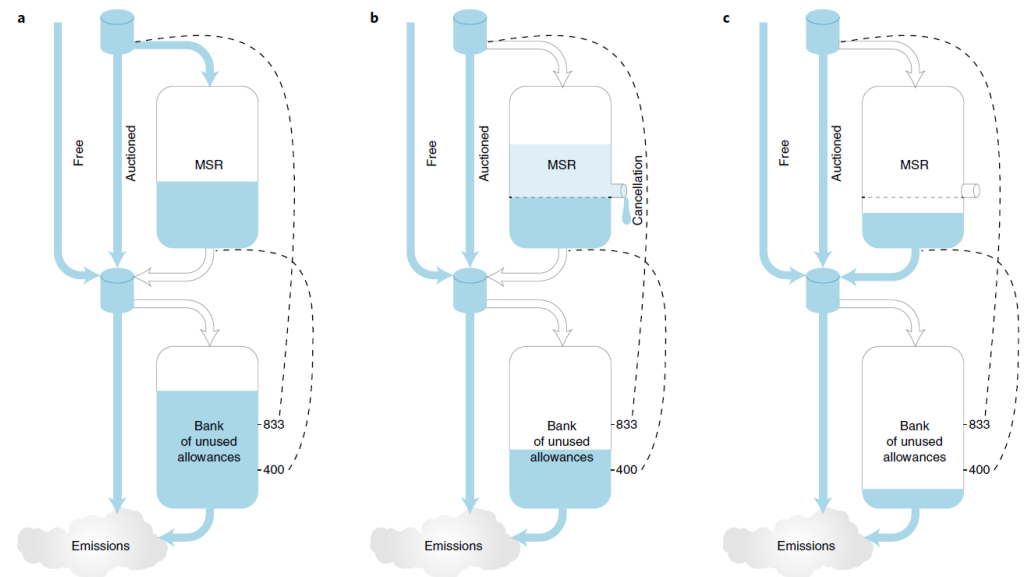 a
Free
Auctioned
MSR
Bank
of unused
allowances
833
400
Emissions
b
Free
Auctioned
MSR
Cancellation
Bank
of unused
allowances
833
400
Emissions
c
Free
Auctioned
MSR
Bank
of unused
allowances
833
400
Emissions